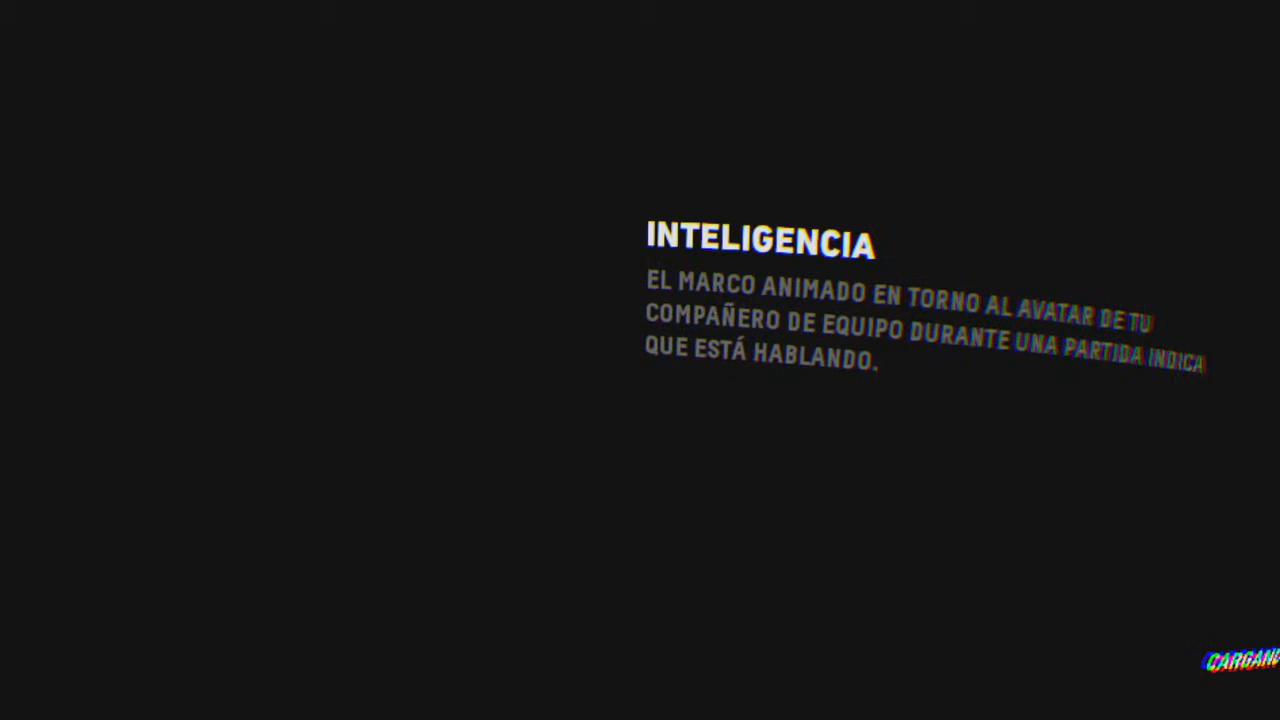 INTELIGENCIA
EL MARCO ANIMADO EN TORNO AL AVATAR DE TU
COMPAÑERO DE EQUIPO DURANTE UNA PARTIDA INDICA
QUE ESTÁ HABLANDO.
CARGAND